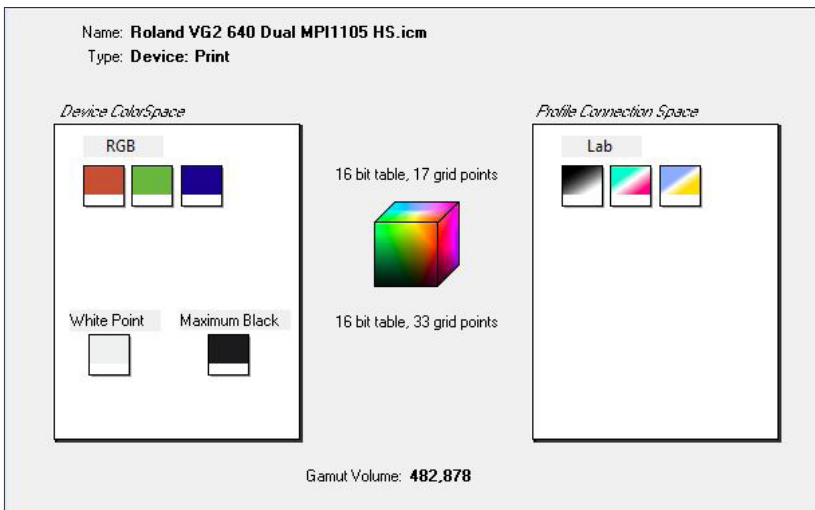 Name: Roland VG2 640 Dual MPI1105 HS.icm
Type: Device: Print
Device ColorSpace
Profile Connection Space
RGB
Lab
16 bit table, 17 grid points
White Point
Maximum Black
16 bit table, 33 grid points
Gamut Volume: 482,878